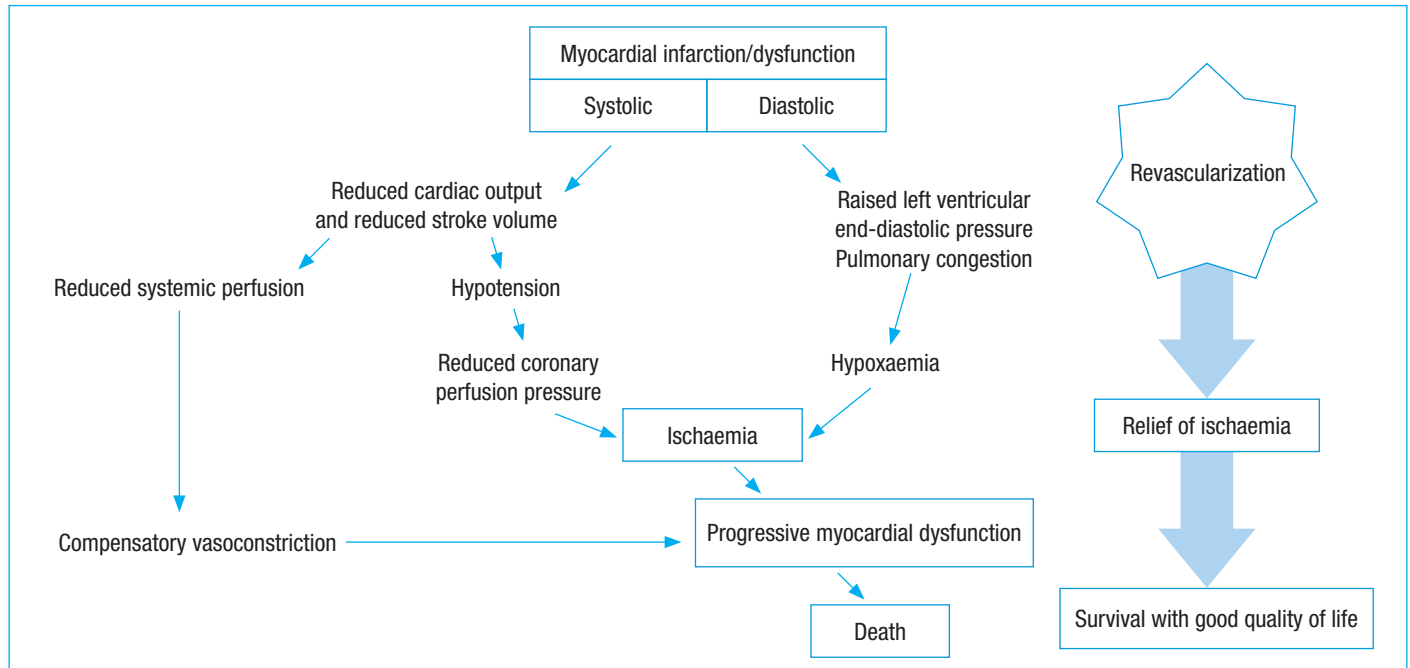 Myocardial infarction/dysfunction
Systolic
Diastolic
Reduced cardiac output
and reduced stroke volume
Raised left ventricular
end-diastolic pressure
Pulmonary congestion
Reduced systemic perfusion
Hypotension
Reduced coronary
perfusion pressure
Hypoxaemia
Ischaemia
Compensatory vasoconstriction
Progressive myocardial dysfunction
Death
Revascularization
Relief of ischaemia
Survival with good quality of life